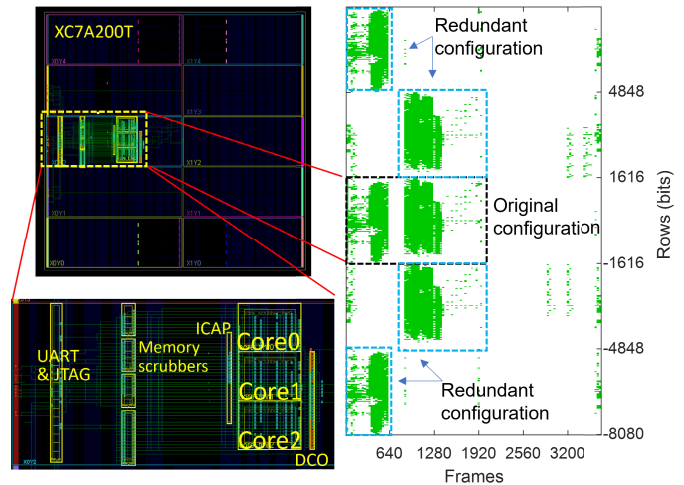 XC7A200T
X0Y4
X1Y4
X1Y3
X1Y2
X0Y1
X1Y1
X0Y0
X1Y0
UART
& JTAG
Memory
scrubbers
ICAP
Core0
Core1
Core2
DCO
X0Y2
Redundant
configuration
Original
configuration
Redundant
configuration
4848
1616
-1616
-4848
-8080
Rows (bits)
640
1280
1920
2560
3200
Frames